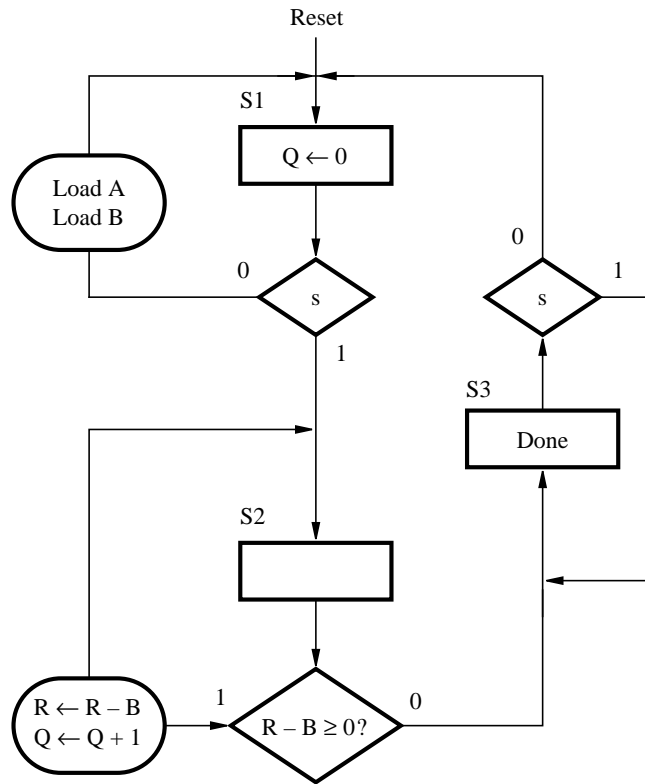 Reset
S1
Q ← 0
Load A
Load B
0
s
1
0
s
1
S3
Done
S2
R ← R – B
Q ← Q + 1
1
R – B ≥ 0?
0